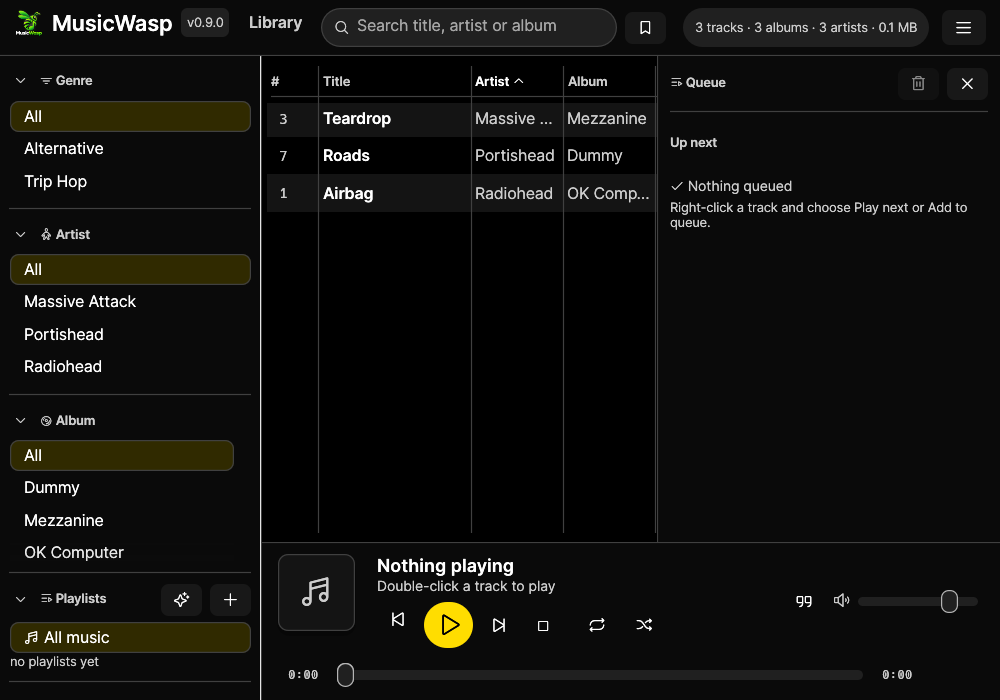 MusicWasp
MusicWasp v0.9.0 Library Search title, artist or album 3 tracks · 3 albums · 3 artists · 0.1 MB
Genre
All
Alternative
Trip Hop
Artist
All
Massive Attack
Portishead
Radiohead
Album
All
Dummy
Mezzanine
OK Computer
Playlists
All music
no playlists yet
# Title Artist Album
3 Teardrop Massive ... Mezzanine
7 Roads Portishead Dummy
1 Airbag Radiohead OK Comp...
Queue
Up next
Nothing queued
Right-click a track and choose Play next or Add to
queue.
Nothing playing
Double-click a track to play
0:00 0:00